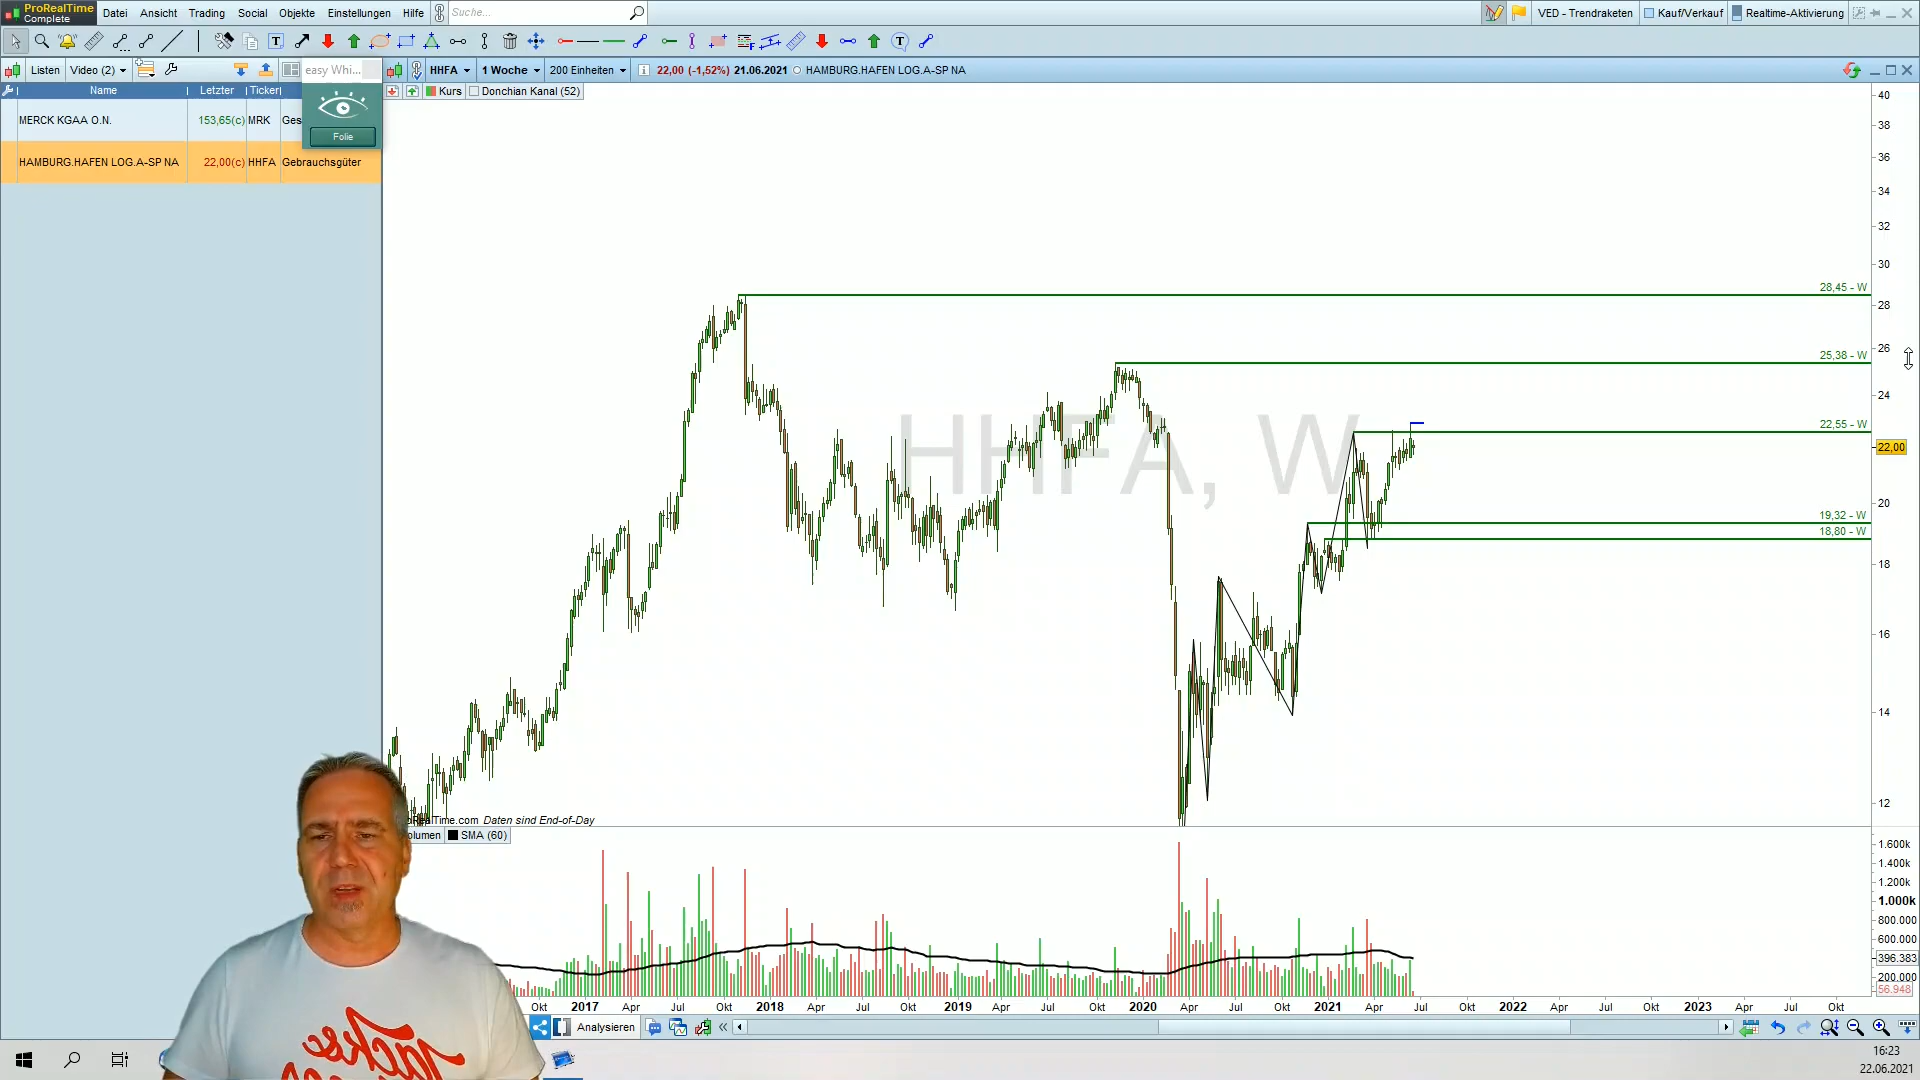 ProRealTime Complete Datei Ansicht Trading Social Objekte Einstellungen Hilfe Suche... VED - Trendraketen Kauf/Verkauf Realtime-Aktivierung
Listen Video (2) easy Whi... HHFA 1 Woche 200 Einheiten 22,00 (-1,52%) 21.06.2021 HAMBURG.HAFEN LOG.A-SP NA
Name Letzter Ticker Kurs Donchian Kanal (52)
MERCK KGAA O.N. 153,65(c) MRK Ges
Folie
HAMBURG.HAFEN LOG.A-SP NA 22,00(c) HHFA Gebrauchsgüter
40
38
36
34
32
30
28,45 - W
28
25,38 - W
26
24
HHFA, W
22,55 - W
22,00
20
19,32 - W
18,80 - W
18
16
14
12
RealTime.com Daten sind End-of-Day
olumen SMA (60)
1.600k
1.400k
1.200k
1.000k
800.000
600.000
396.383
200.000
56.948
Okt 2017 Apr Jul Okt 2018 Apr Jul Okt 2019 Apr Jul Okt 2020 Apr Jul Okt 2021 Apr Jul Okt 2022 Apr Jul Okt 2023 Apr Jul Okt
Analysieren
16:23
22.06.2021